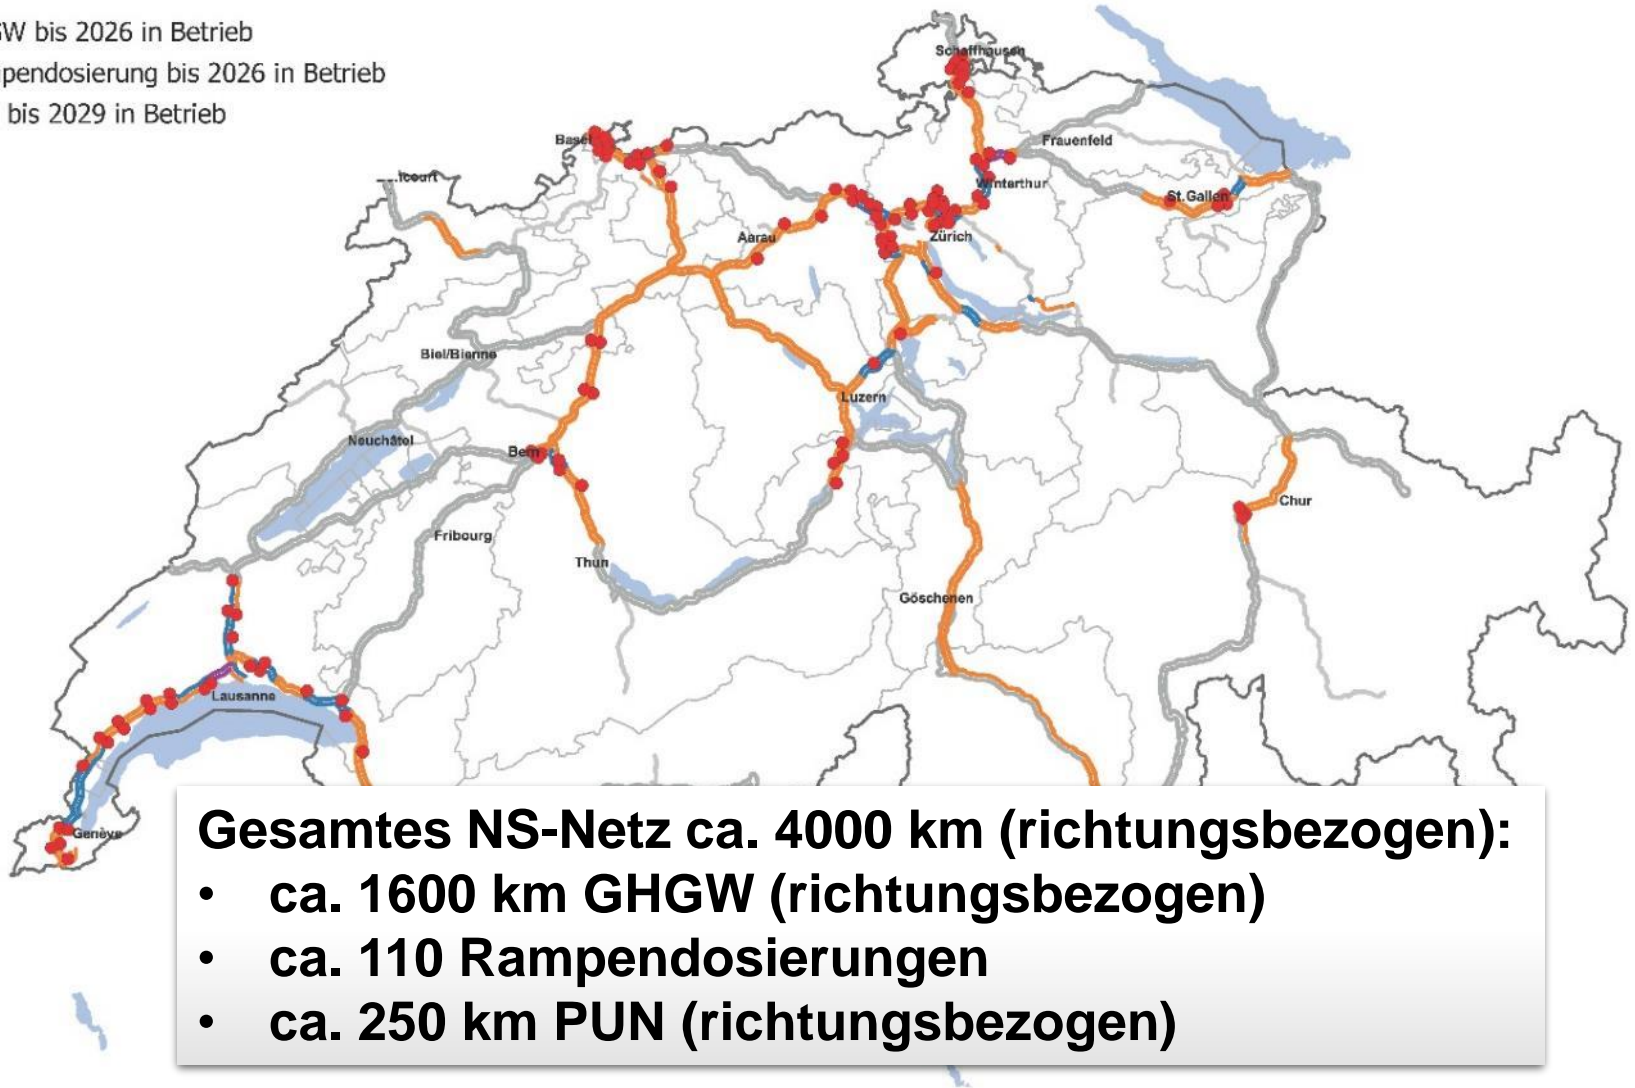 bis 2026 in Betrieb
bis 2026 in Betrieb
bis 2029 in Betrieb
Schaffhausen
Basel
Frauenfeld
Winterthur
St.Gallen
Aarau
Zürich
Biel/Bienne
Luzern
Neuchâtel
Bern
Chur
Fribourg
Thun
Göschenen
Lausanne
Genève
Gesamtes NS-Netz ca. 4000 km (richtungsbezogen):
• ca. 1600 km GHGW (richtungsbezogen)
• ca. 110 Rampendosierungen
• ca. 250 km PUN (richtungsbezogen)